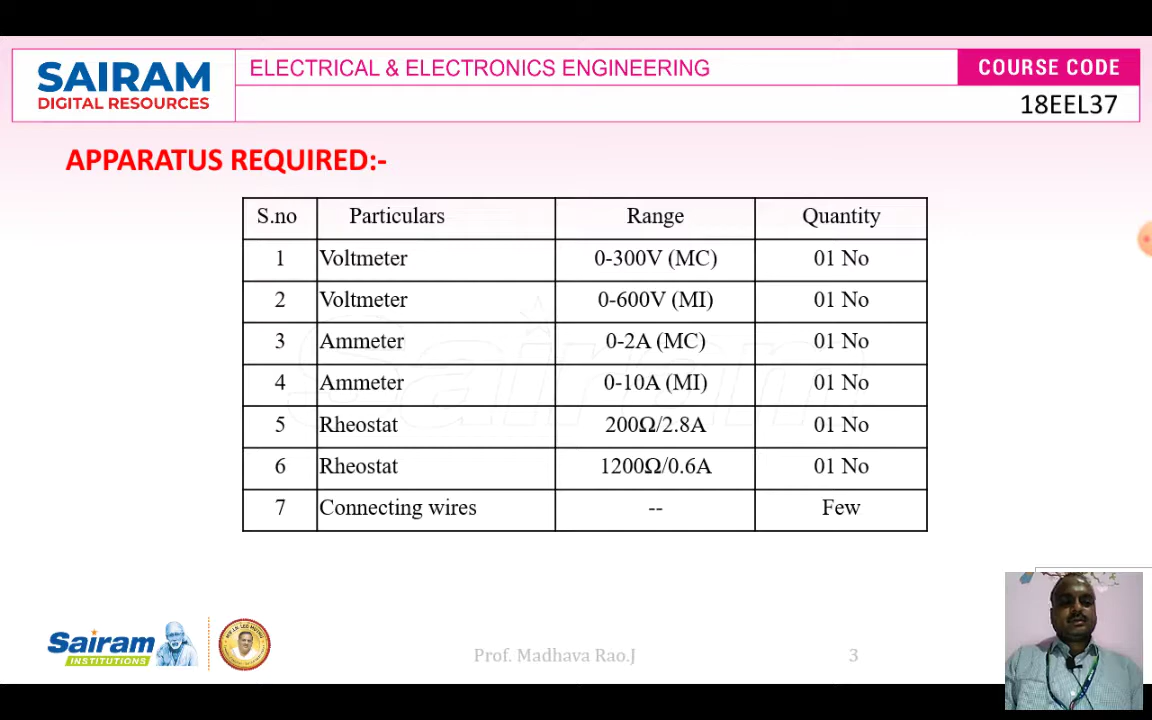 SAIRAM
DIGITAL RESOURCES
ELECTRICAL & ELECTRONICS ENGINEERING
COURSE CODE
18EEL37
APPARATUS REQUIRED:-
S.no Particulars Range Quantity
1 Voltmeter 0-300V (MC) 01 No
2 Voltmeter 0-600V (MI) 01 No
3 Ammeter 0-2A (MC) 01 No
4 Ammeter 0-10A (MI) 01 No
5 Rheostat 200Ω/2.8A 01 No
6 Rheostat 1200Ω/0.6A 01 No
7 Connecting wires -- Few
Sairam
Sairam
INSTITUTIONS
Prof. Madhava Rao.J
3